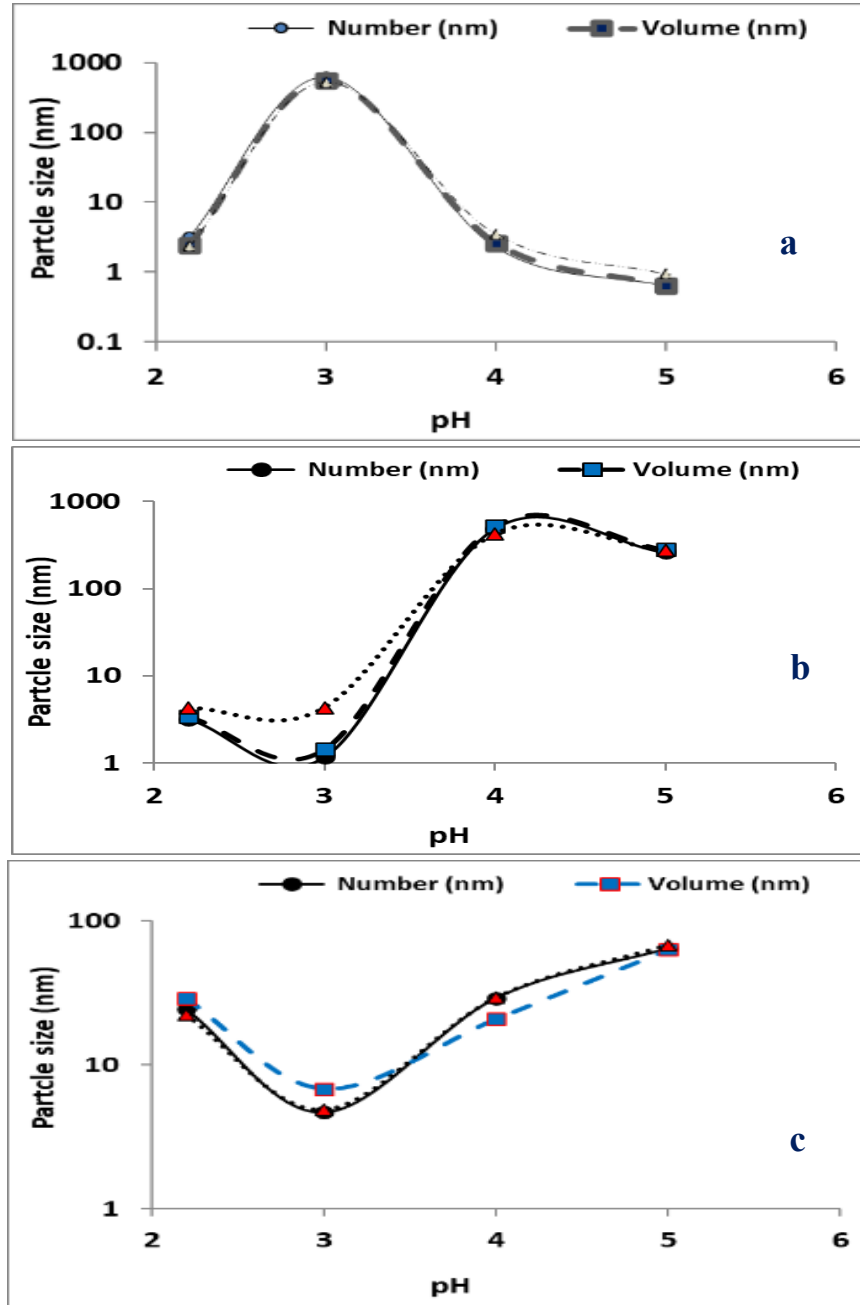 Number (nm) Volume (nm)
1000
100
10
1
0.1
Partcle size (nm)
2 3 4 5 6
pH
a
Number (nm) Volume (nm)
1000
100
10
1
Partcle size (nm)
2 3 4 5 6
pH
b
Number (nm) Volume (nm)
100
10
1
Partcle size (nm)
2 3 4 5 6
pH
c